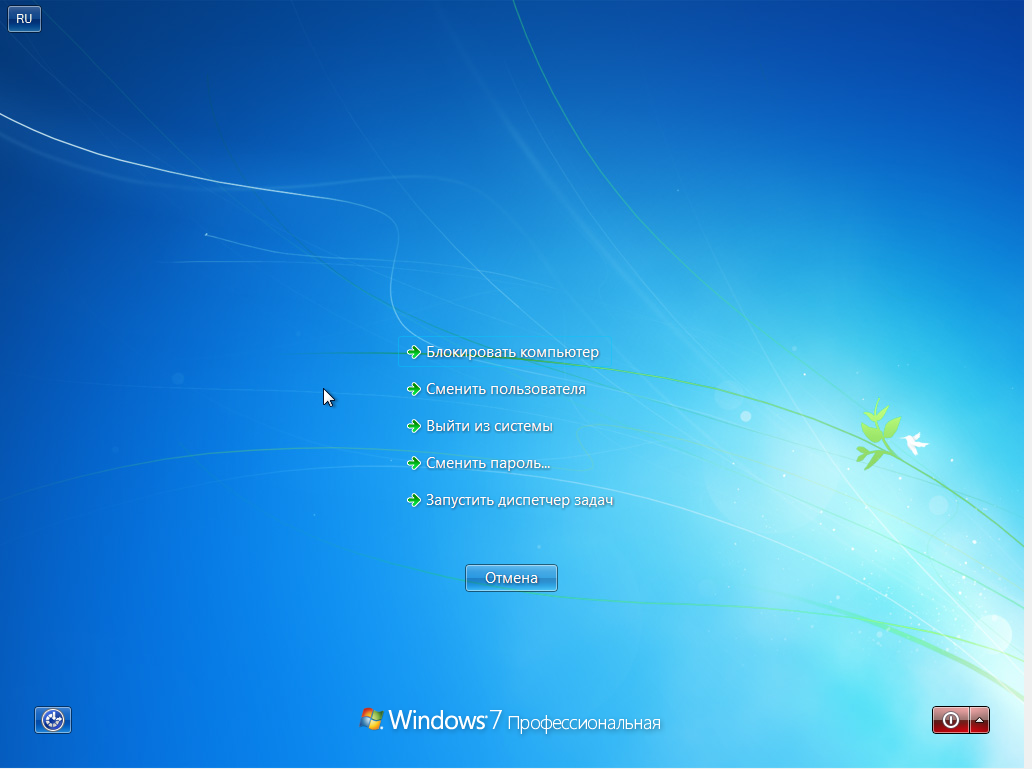 RU
Блокировать компьютер
Сменить пользователя
Выйти из системы
Сменить пароль...
Запустить диспетчер задач
Отмена
Windows 7 Профессиональная